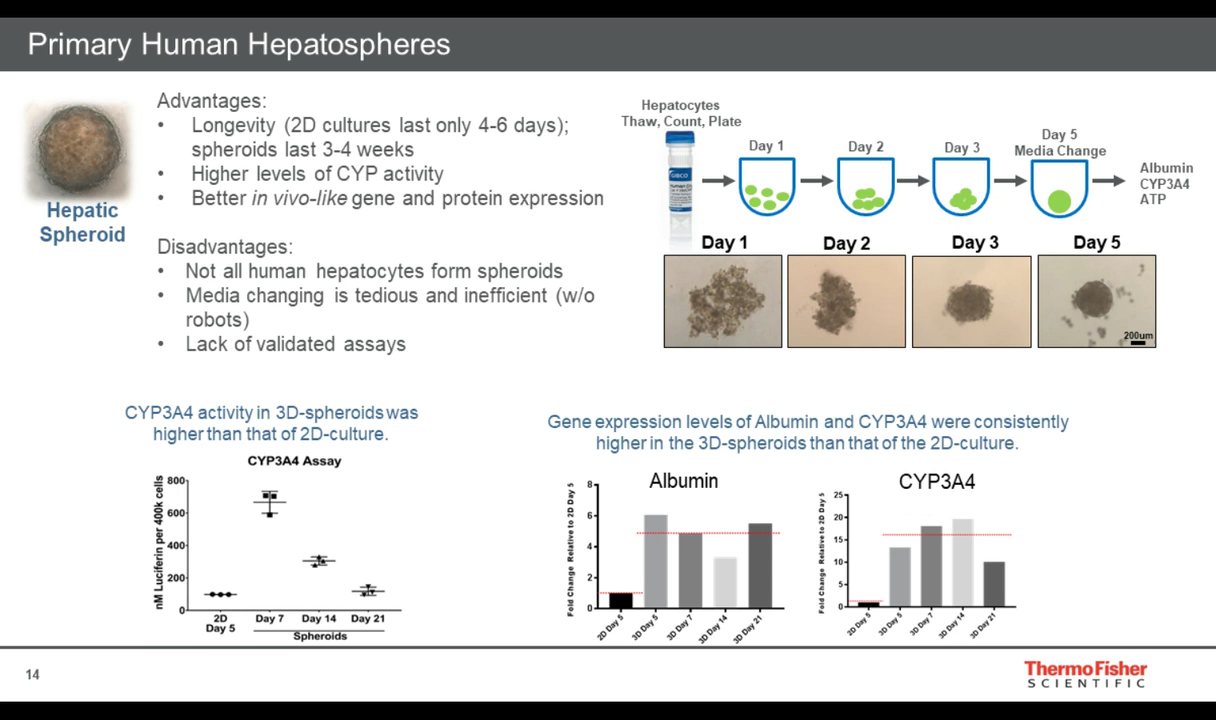 Primary Human Hepatospheres
Hepatic
Spheroid
Advantages:
• Longevity (2D cultures last only 4-6 days);
spheroids last 3-4 weeks
• Higher levels of CYP activity
• Better in vivo-like gene and protein expression
Disadvantages:
• Not all human hepatocytes form spheroids
• Media changing is tedious and inefficient (w/o
robots)
• Lack of validated assays
Hepatocytes
Thaw, Count, Plate
GIBCO
Day 1
Day 2
Day 3
Day 5
Media Change
Albumin
CYP3A4
ATP
Day 1
Day 2
Day 3
Day 5
200um
CYP3A4 activity in 3D-spheroids was
higher than that of 2D-culture.
CYP3A4 Assay
nM Luciferin per 400k cells
800
600
400
200
0
2D
Day 5
Day 7
Day 14
Day 21
Spheroids
Gene expression levels of Albumin and CYP3A4 were consistently
higher in the 3D-spheroids than that of the 2D-culture.
Albumin
Fold Change Relative to 2D Day 5
8
6
4
2
0
2D Day 5
3D Day 5
3D Day 7
3D Day 14
3D Day 21
CYP3A4
Fold Change Relative to 2D Day 5
25
20
15
10
5
0
2D Day 5
3D Day 5
3D Day 7
3D Day 14
3D Day 21
14
ThermoFisher
SCIENTIFIC